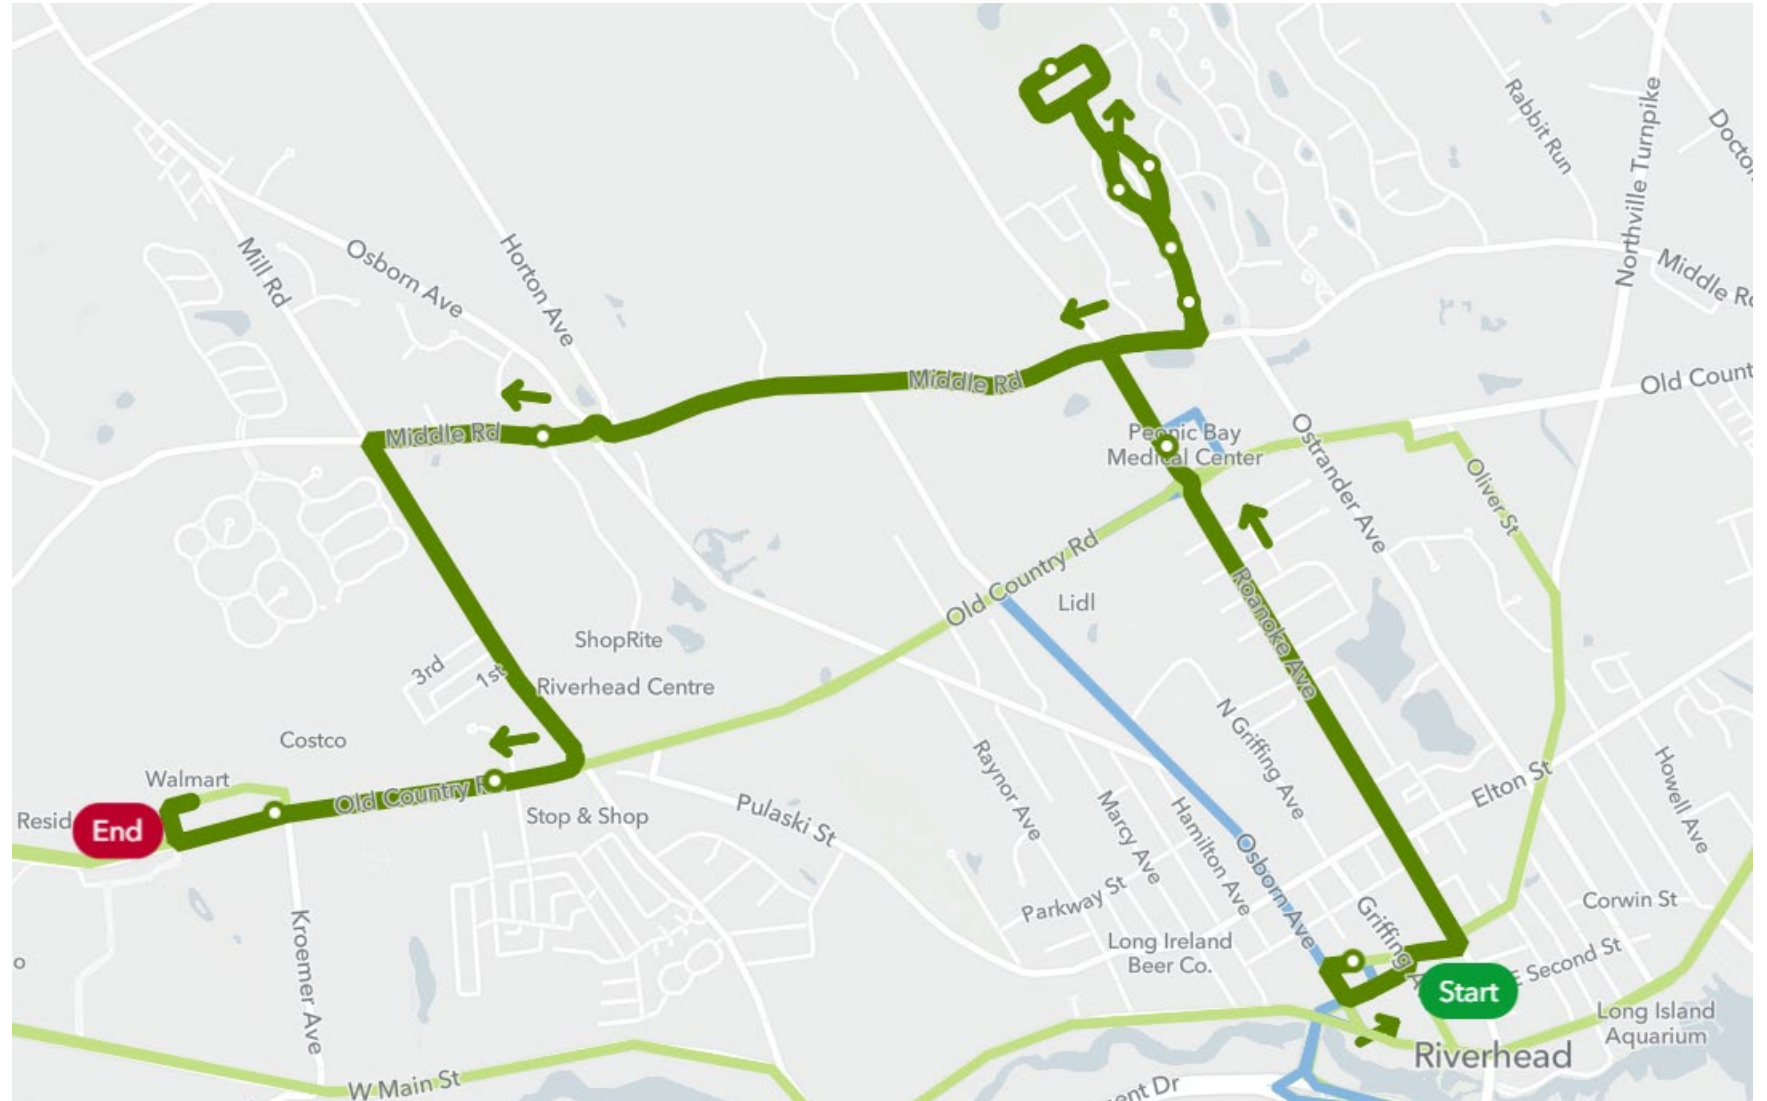 Rabbit Run
Northville Turnpike
Doctor
Mill Rd
Osborn Ave
Horton Ave
Middle Rd
Middle Rd
Middle Rd
Old Count
Peconic Bay
Medical Center
Ostrander Ave
Oliver St
Old Country Rd
Lidl
Roanoke Ave
ShopRite
3rd
1st
Riverhead Centre
Costco
Walmart
Resid
End
Old Country R
Stop & Shop
Pulaski St
Raynor Ave
Marcy Ave
Hamilton Ave
N Griffing Ave
Elton St
Howell Ave
Osborn Ave
Parkway St
Griffing A
Corwin St
Long Ireland
Beer Co.
E Second St
Start
Kroemer Ave
o
Long Island
Aquarium
Riverhead
W Main St
ent Dr